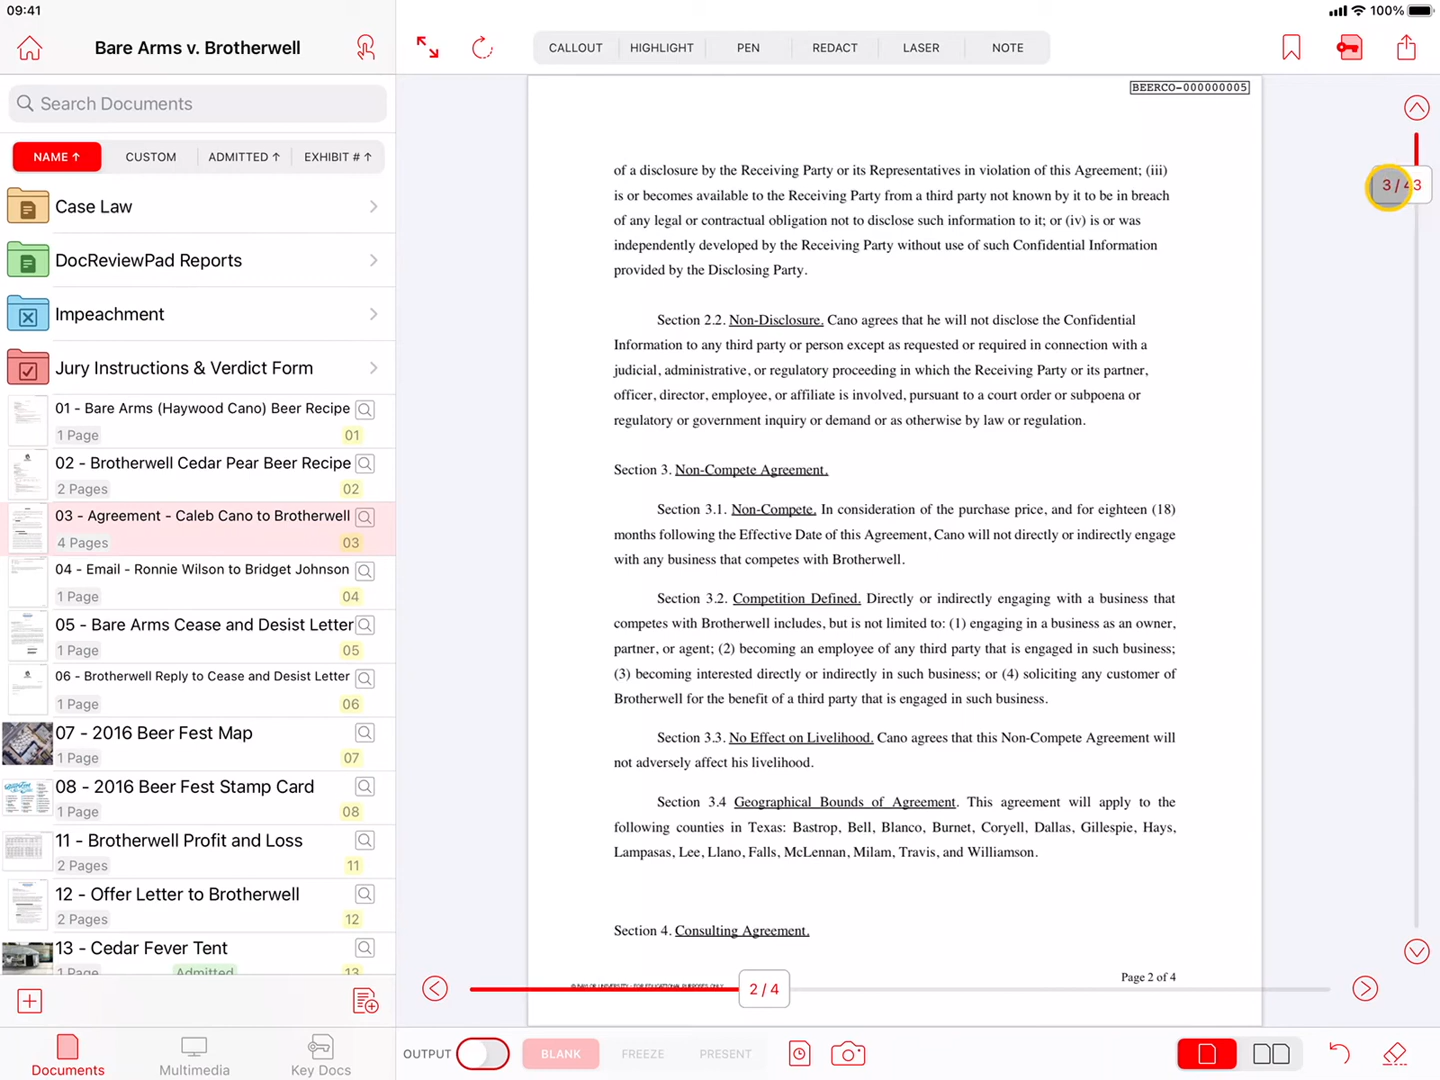 09:41
100%
Bare Arms v. Brotherwell
CALLOUT HIGHLIGHT PEN REDACT LASER NOTE
Search Documents
NAME ↑ CUSTOM ADMITTED ↑ EXHIBIT # ↑
Case Law
DocReviewPad Reports
Impeachment
Jury Instructions & Verdict Form
01 - Bare Arms (Haywood Cano) Beer Recipe
1 Page 01
02 - Brotherwell Cedar Pear Beer Recipe
2 Pages 02
03 - Agreement - Caleb Cano to Brotherwell
4 Pages 03
04 - Email - Ronnie Wilson to Bridget Johnson
1 Page 04
05 - Bare Arms Cease and Desist Letter
1 Page 05
06 - Brotherwell Reply to Cease and Desist Letter
1 Page 06
07 - 2016 Beer Fest Map
1 Page 07
08 - 2016 Beer Fest Stamp Card
1 Page 08
11 - Brotherwell Profit and Loss
2 Pages 11
12 - Offer Letter to Brotherwell
2 Pages 12
13 - Cedar Fever Tent
1 Page Admitted 13
Documents Multimedia Key Docs
BEERCO-000000005
of a disclosure by the Receiving Party or its Representatives in violation of this Agreement; (iii)
is or becomes available to the Receiving Party from a third party not known by it to be in breach
of any legal or contractual obligation not to disclose such information to it; or (iv) is or was
independently developed by the Receiving Party without use of such Confidential Information
provided by the Disclosing Party.
Section 2.2. Non-Disclosure. Cano agrees that he will not disclose the Confidential
Information to any third party or person except as requested or required in connection with a
judicial, administrative, or regulatory proceeding in which the Receiving Party or its partner,
officer, director, employee, or affiliate is involved, pursuant to a court order or subpoena or
regulatory or government inquiry or demand or as otherwise by law or regulation.
Section 3. Non-Compete Agreement.
Section 3.1. Non-Compete. In consideration of the purchase price, and for eighteen (18)
months following the Effective Date of this Agreement, Cano will not directly or indirectly engage
with any business that competes with Brotherwell.
Section 3.2. Competition Defined. Directly or indirectly engaging with a business that
competes with Brotherwell includes, but is not limited to: (1) engaging in a business as an owner,
partner, or agent; (2) becoming an employee of any third party that is engaged in such business;
(3) becoming interested directly or indirectly in such business; or (4) soliciting any customer of
Brotherwell for the benefit of a third party that is engaged in such business.
Section 3.3. No Effect on Livelihood. Cano agrees that this Non-Compete Agreement will
not adversely affect his livelihood.
Section 3.4 Geographical Bounds of Agreement. This agreement will apply to the
following counties in Texas: Bastrop, Bell, Blanco, Burnet, Coryell, Dallas, Gillespie, Hays,
Lampasas, Lee, Llano, Falls, McLennan, Milam, Travis, and Williamson.
Section 4. Consulting Agreement.
Page 2 of 4
2 / 4
3 / 43
OUTPUT BLANK FREEZE PRESENT